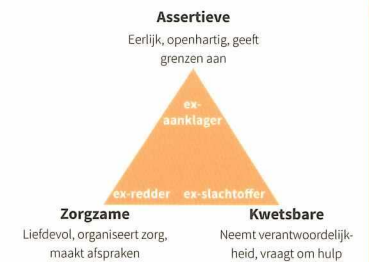 Assertieve
Eerlijk, openhartig, geeft
grenzen aan
ex-
aanklager
ex-redder ex-slachtoffer
Zorgzame Kwetsbare
Liefdevol, organiseert zorg, Neemt verantwoordelijk-
maakt afspraken heid, vraagt om hulp